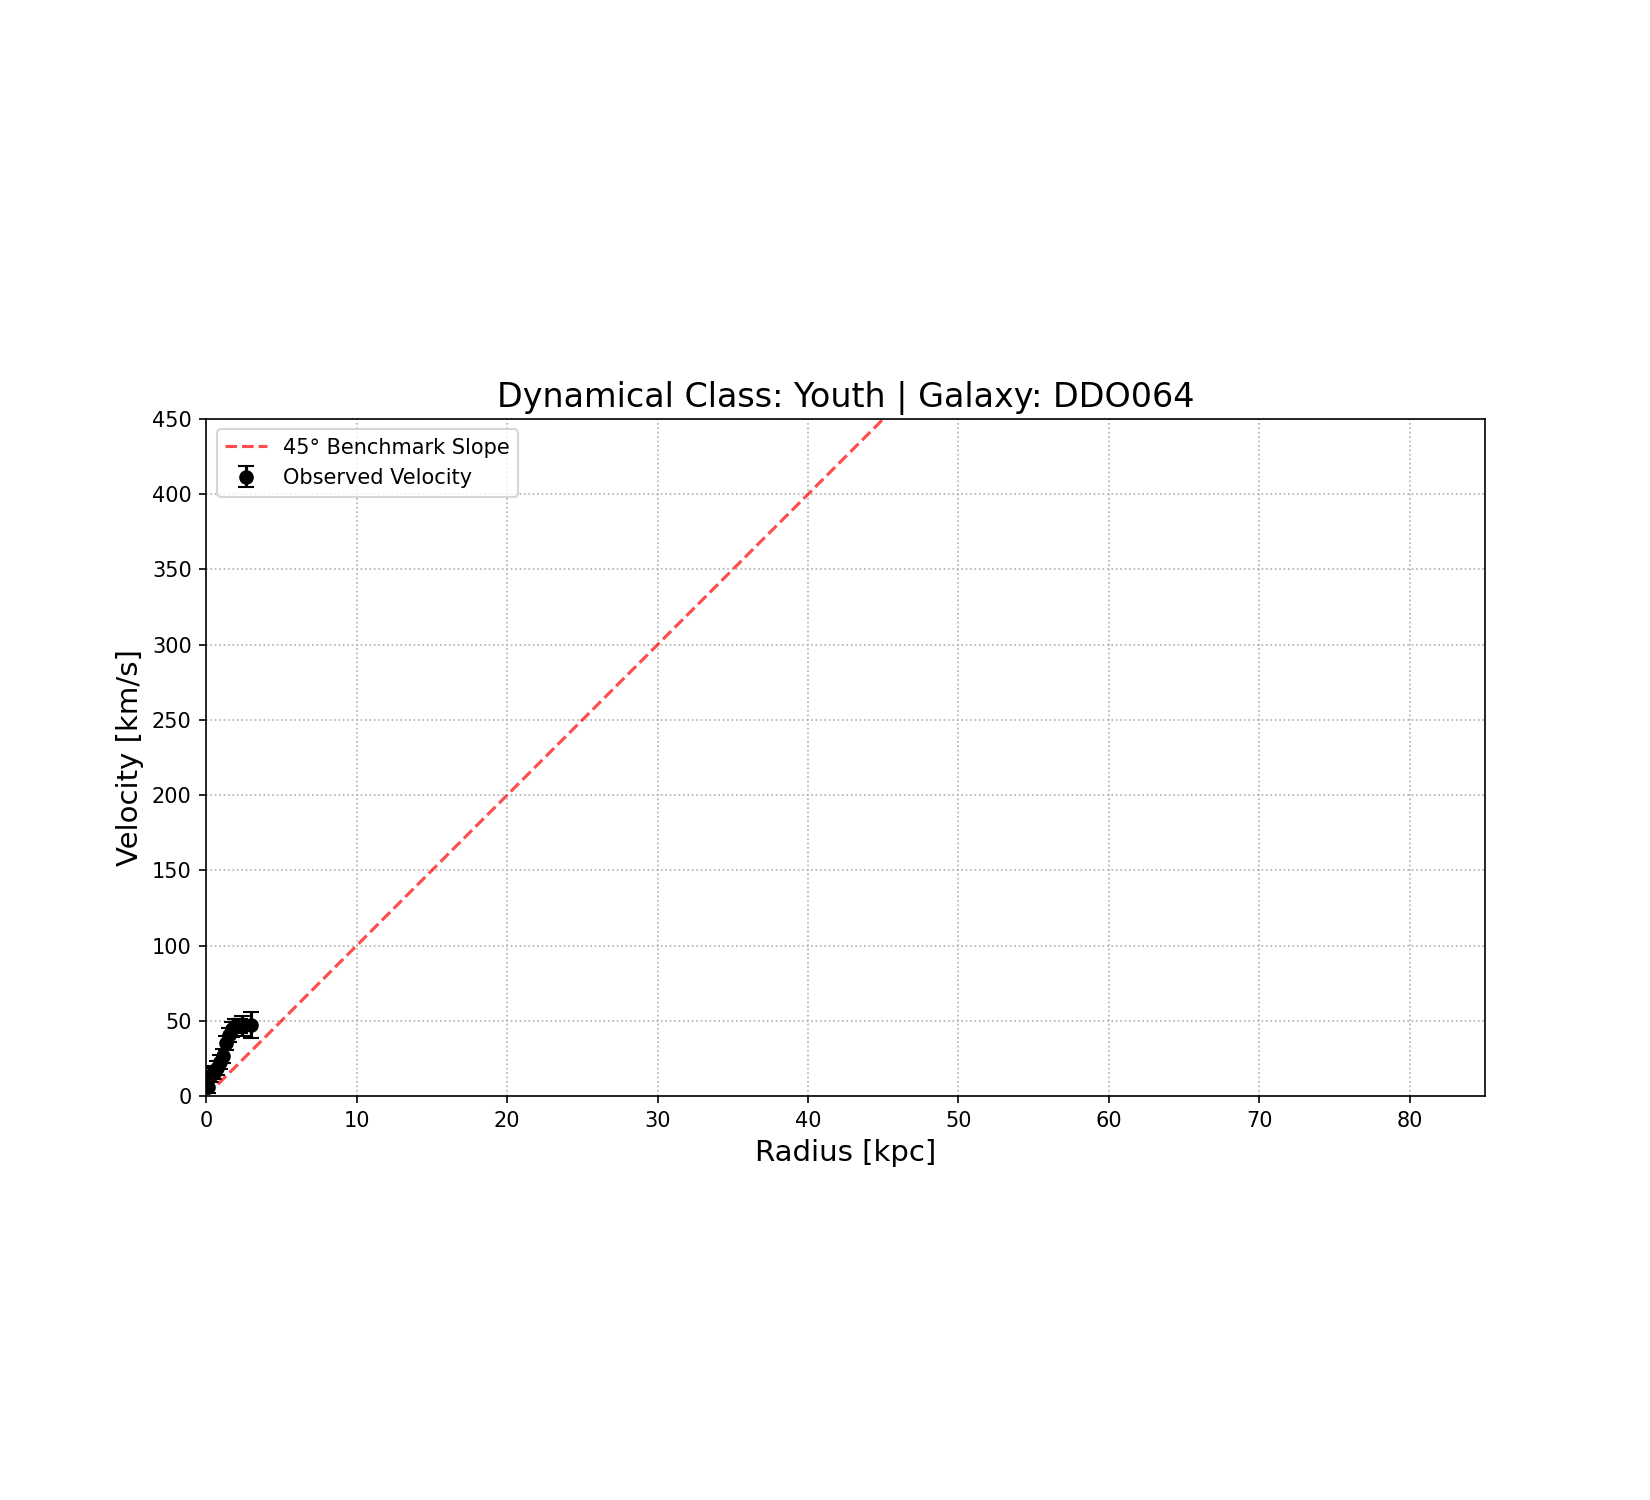 Dynamical Class: Youth | Galaxy: DDO064
450
400
350
300
250
200
150
100
50
0
45° Benchmark Slope
Observed Velocity
Velocity [km/s]
0 10 20 30 40 50 60 70 80
Radius [kpc]